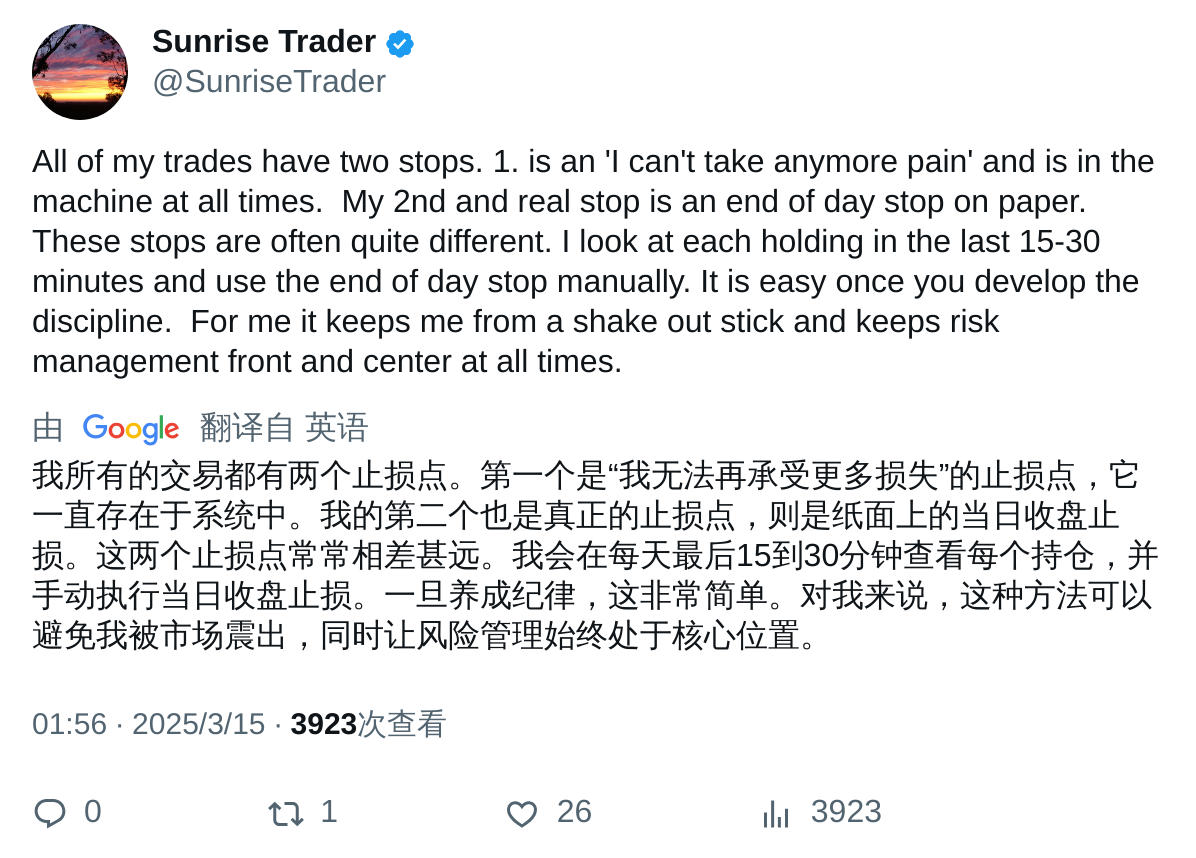 Sunrise Trader
@SunriseTrader
All of my trades have two stops. 1. is an 'I can't take anymore pain' and is in the
machine at all times.  My 2nd and real stop is an end of day stop on paper.
These stops are often quite different. I look at each holding in the last 15-30
minutes and use the end of day stop manually. It is easy once you develop the
discipline.  For me it keeps me from a shake out stick and keeps risk
management front and center at all times.
由 Google 翻译自 英语
我所有的交易都有两个止损点。第一个是“我无法再承受更多损失”的止损点，它
一直存在于系统中。我的第二个也是真正的止损点，则是纸面上的当日收盘止
损。这两个止损点常常相差甚远。我会在每天最后15到30分钟查看每个持仓，并
手动执行当日收盘止损。一旦养成纪律，这非常简单。对我来说，这种方法可以
避免我被市场震出，同时让风险管理始终处于核心位置。
01:56 · 2025/3/15 · 3923次查看
0 1 26 3923